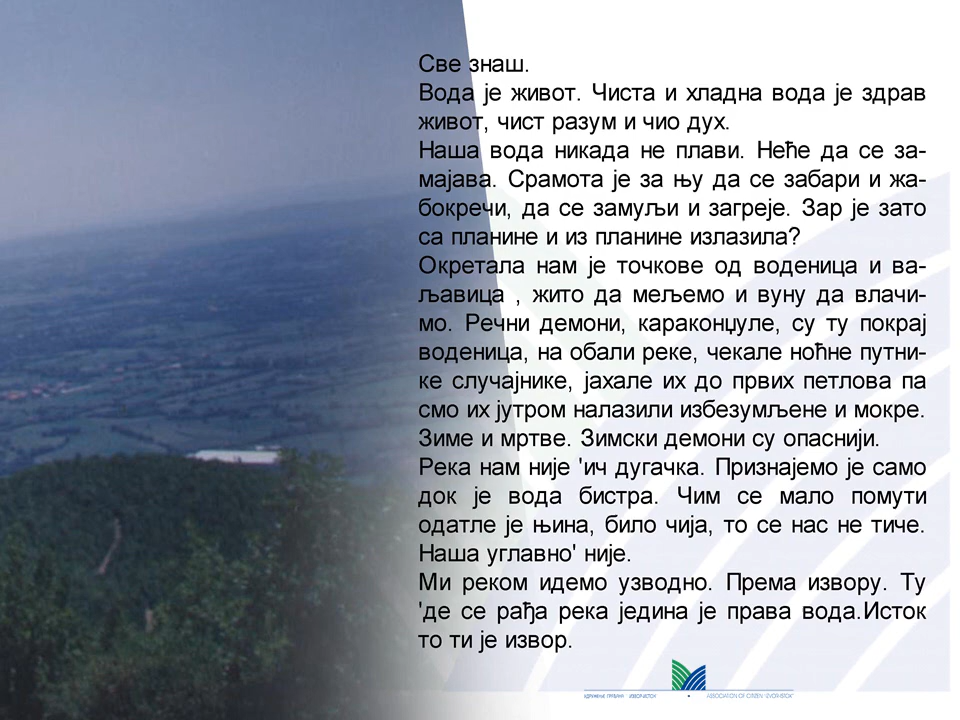 Све знаш.
Вода је живот. Чиста и хладна вода је здрав
живот, чист разум и чио дух.
Наша вода никада не плави. Неће да се за-
мајава. Срамота је за њу да се забари и жа-
бокречи, да се замуљи и загреје. Зар је зато
са планине и из планине излазила?
Окретала нам је точкове од воденица и ва-
љавица , жито да мељемо и вуну да влачи-
мо. Речни демони, караконџуле, су ту покрај
воденица, на обали реке, чекале ноћне путни-
ке случајнике, јахале их до првих петлова па
смо их јутром налазили избезумљене и мокре.
Зиме и мртве. Зимски демони су опаснији.
Река нам није 'ич дугачка. Признајемо је само
док је вода бистра. Чим се мало помути
одатле је њина, било чија, то се нас не тиче.
Наша углавно' није.
Ми реком идемо узводно. Према извору. Ту
'де се рађа река једина је права вода.Исток
то ти је извор.
ASSOCIATION OF CITIZEN